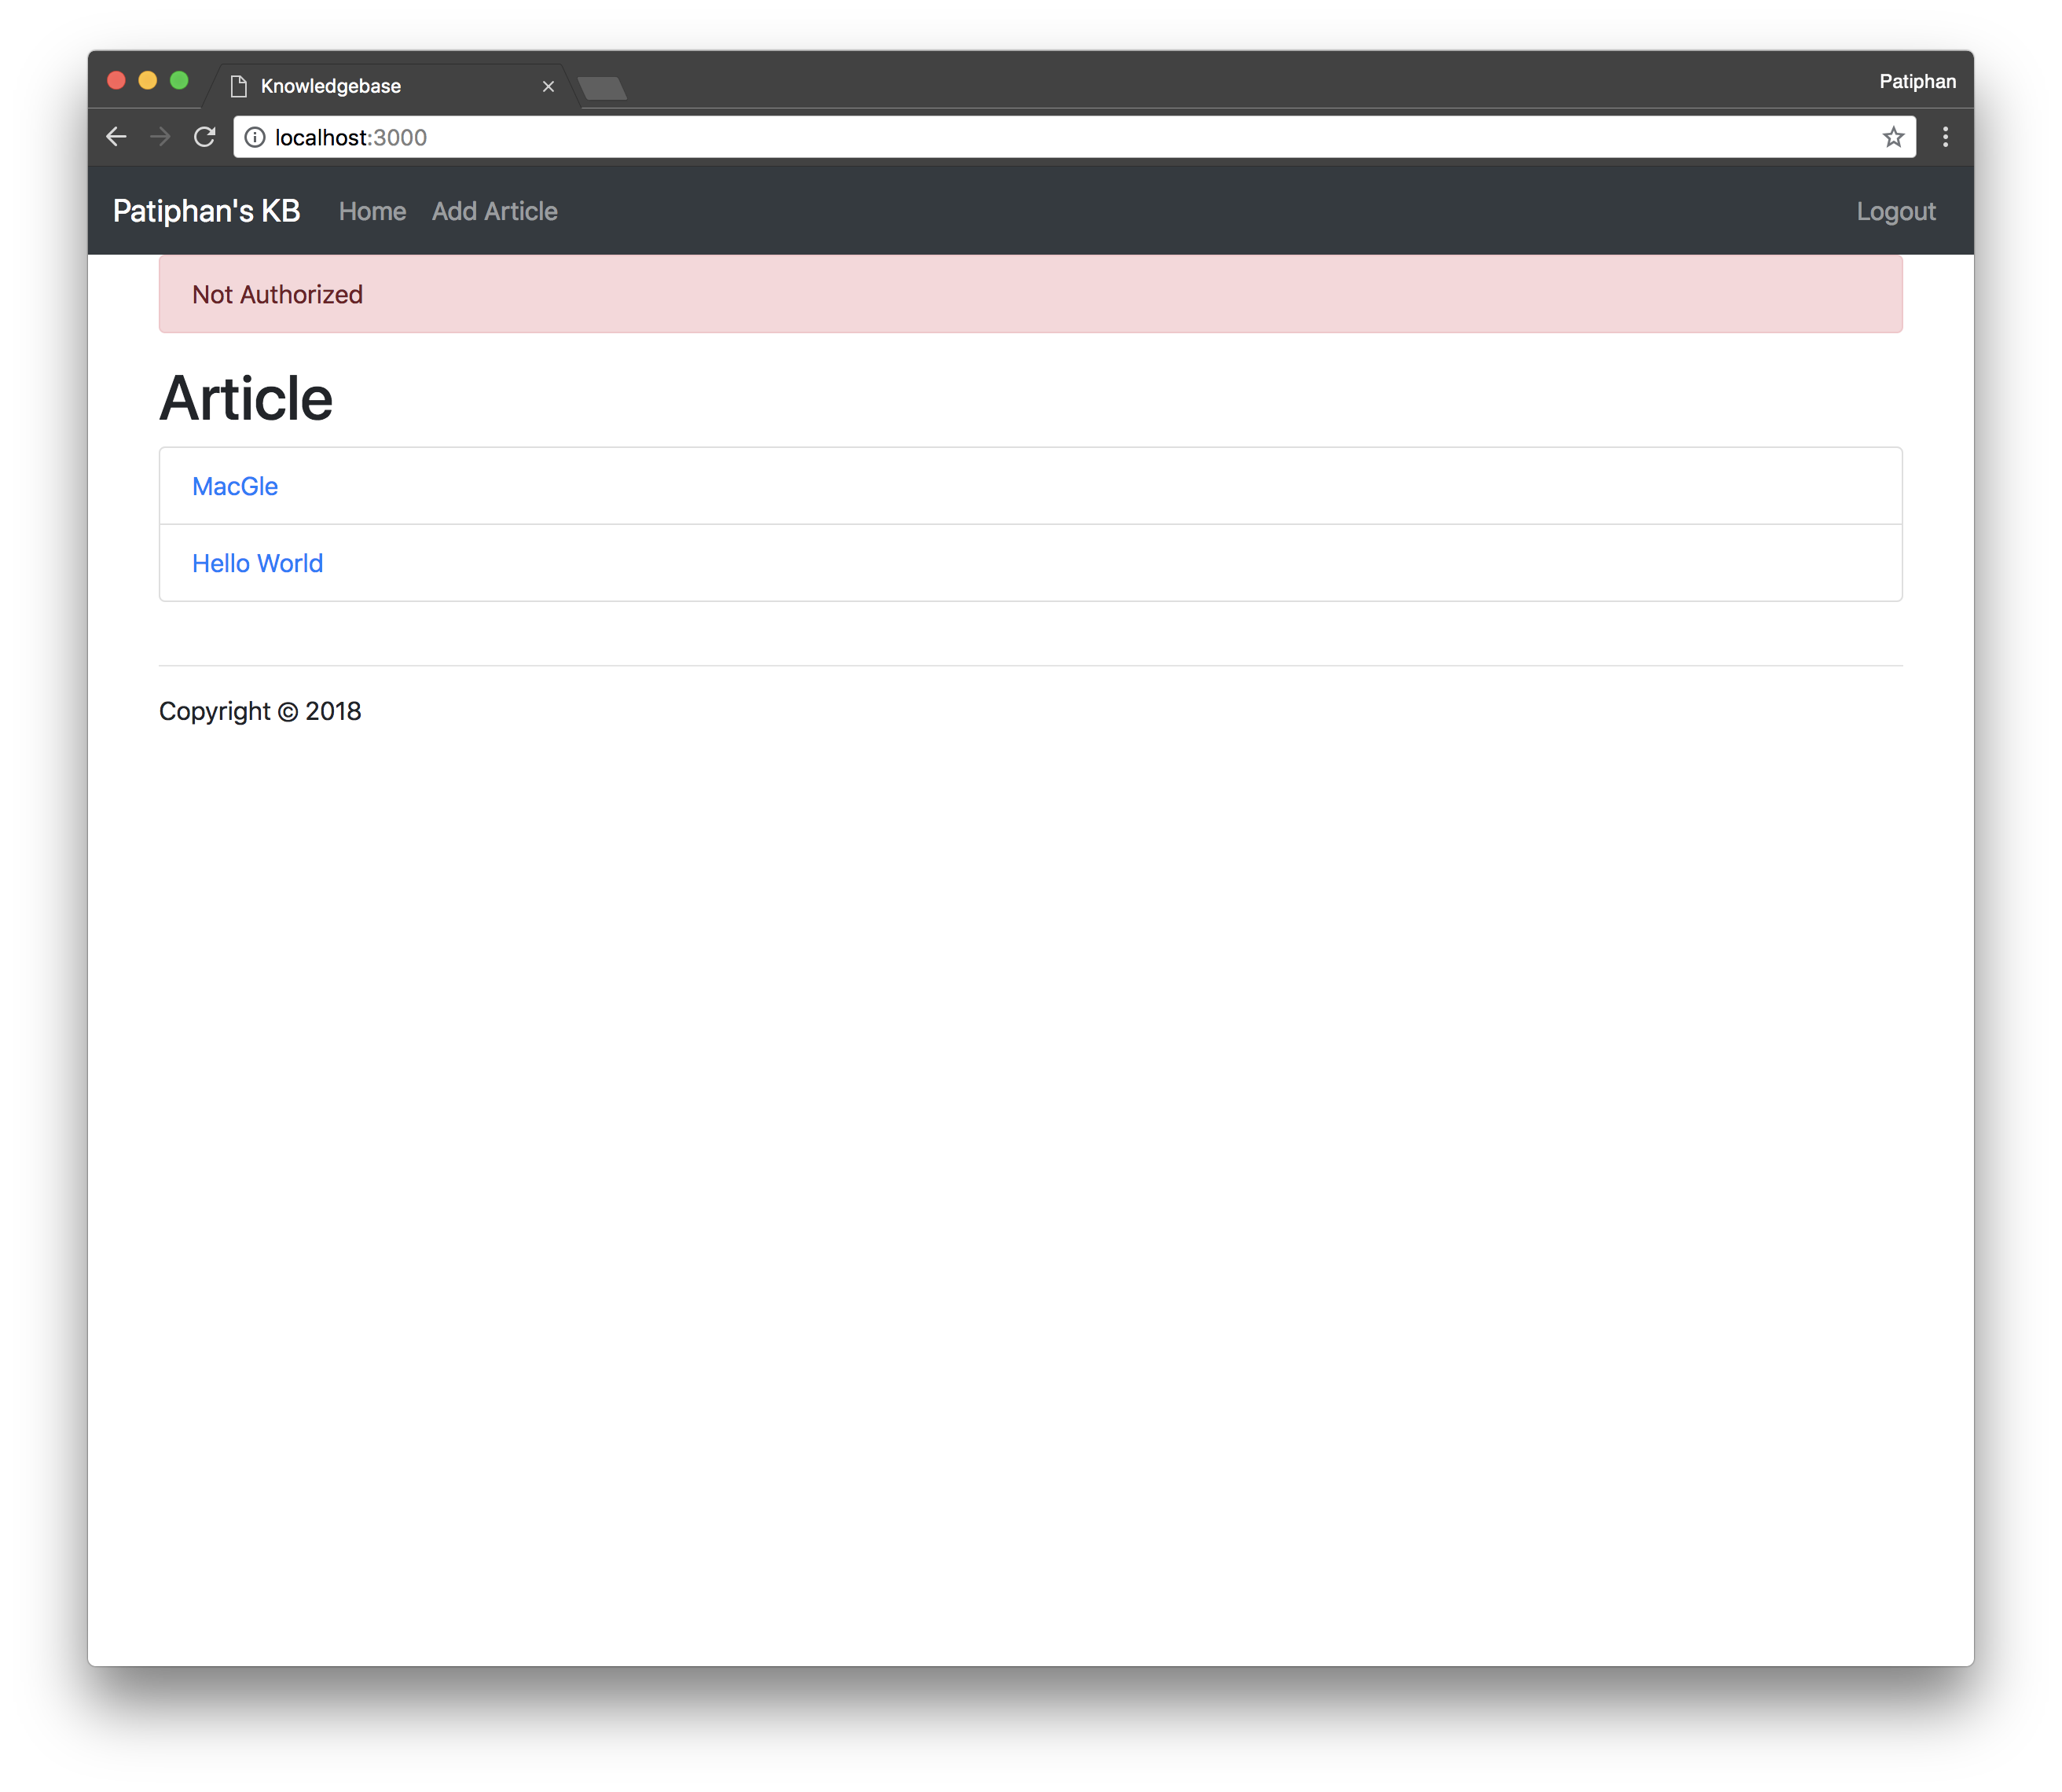 Knowledgebase
Patiphan
localhost:3000
Patiphan's KB Home Add Article Logout
Not Authorized
Article
MacGle
Hello World
Copyright © 2018